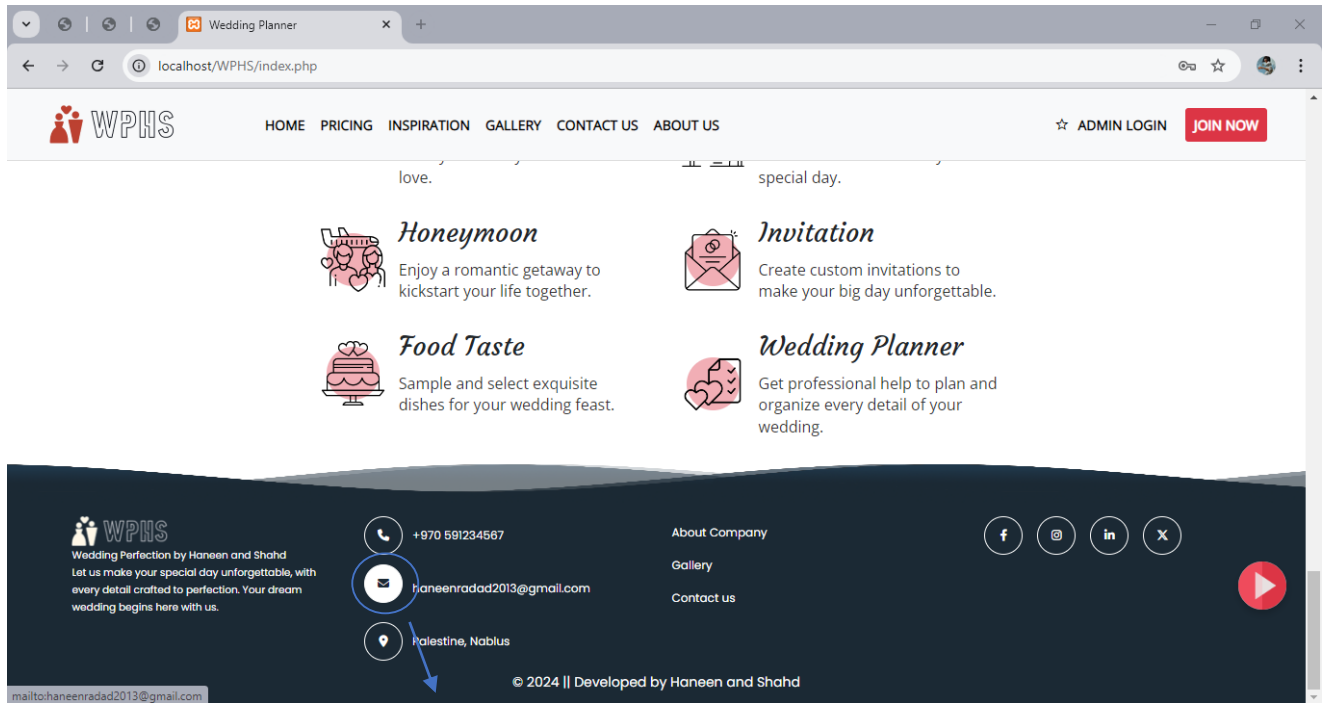 Wedding Planner
localhost/WPHS/index.php
WPHS
HOME PRICING INSPIRATION GALLERY CONTACT US ABOUT US
ADMIN LOGIN
JOIN NOW
love.
special day.
Honeymoon
Enjoy a romantic getaway to
kickstart your life together.
Invitation
Create custom invitations to
make your big day unforgettable.
Food Taste
Sample and select exquisite
dishes for your wedding feast.
Wedding Planner
Get professional help to plan and
organize every detail of your
wedding.
WPHS
Wedding Perfection by Haneen and Shahd
Let us make your special day unforgettable, with
every detail crafted to perfection. Your dream
wedding begins here with us.
+970 591234567
haneenradad2013@gmail.com
Palestine, Nablus
About Company
Gallery
Contact us
© 2024 || Developed by Haneen and Shahd
mailto:haneenradad2013@gmail.com